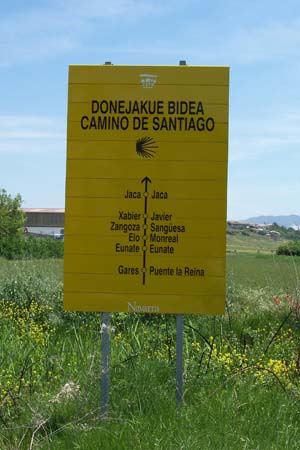 DONEJAKUE BIDEA
CAMINO DE SANTIAGO
Jaca Jaca
Xabier Javier
Zangoza Sangüesa
Elo Monreal
Eunate Eunate
Gares Puente la Reina
Navarra